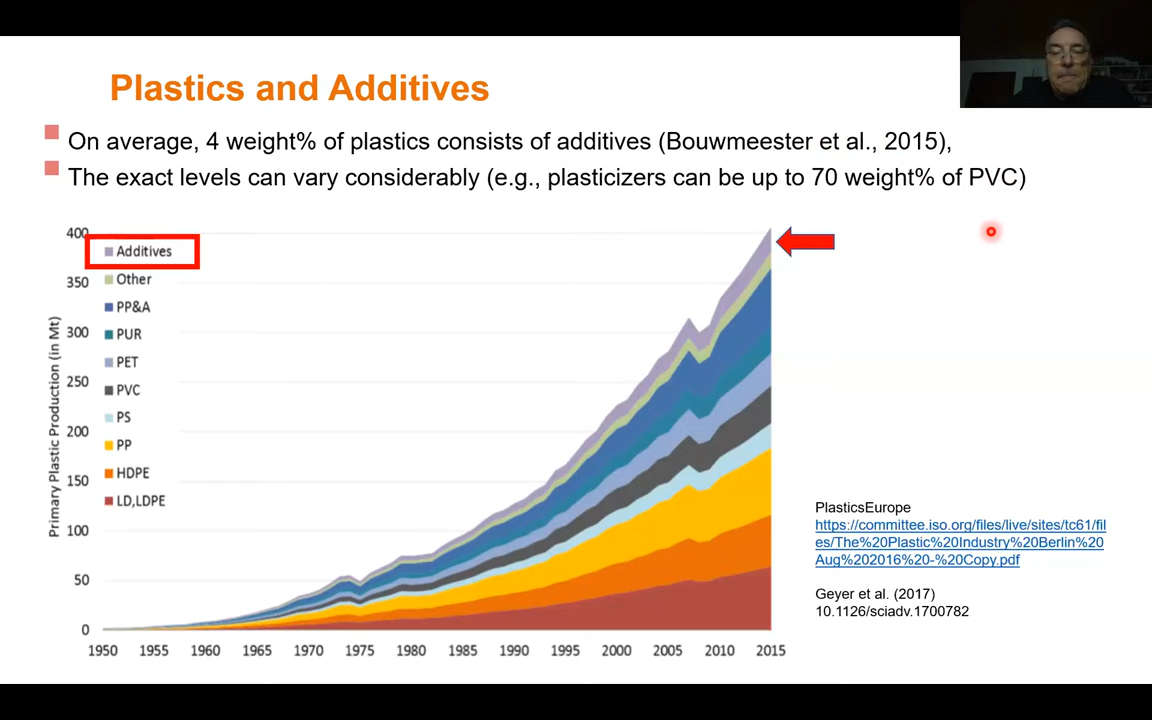 Plastics and Additives
On average, 4 weight% of plastics consists of additives (Bouwmeester et al., 2015),
The exact levels can vary considerably (e.g., plasticizers can be up to 70 weight% of PVC)
Primary Plastic Production (in Mt)
400
350
300
250
200
150
100
50
0
Additives
Other
PP&A
PUR
PET
PVC
PS
PP
HDPE
LD,LDPE
1950 1955 1960 1965 1970 1975 1980 1985 1990 1995 2000 2005 2010 2015
PlasticsEurope
https://committee.iso.org/files/live/sites/tc61/fil
es/The%20Plastic%20Industry%20Berlin%20
Aug%202016%20-%20Copy.pdf
Geyer et al. (2017)
10.1126/sciadv.1700782